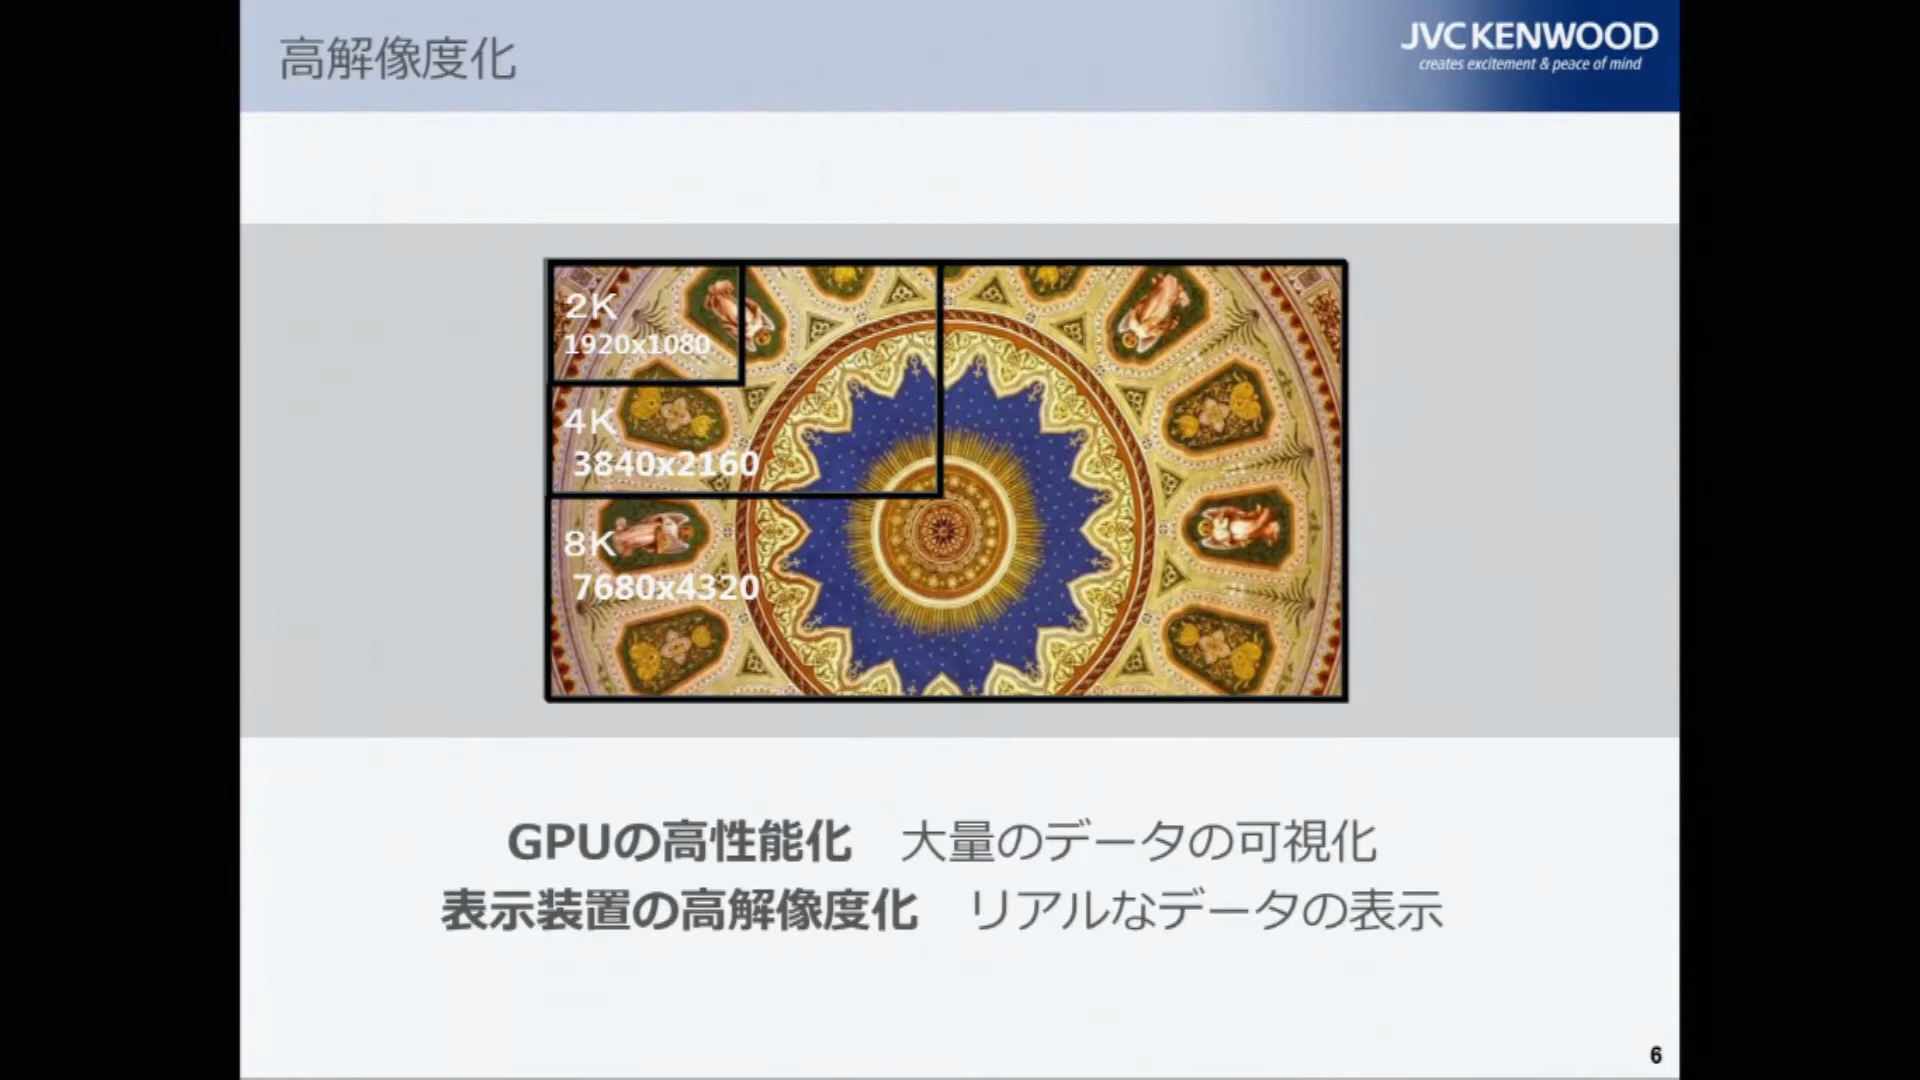 高解像度化
JVCKENWOOD
creates excitement & peace of mind
2K
1920x1080
4K
3840x2160
8K
7680x4320
GPUの高性能化 大量のデータの可視化
表示装置の高解像度化 リアルなデータの表示
6